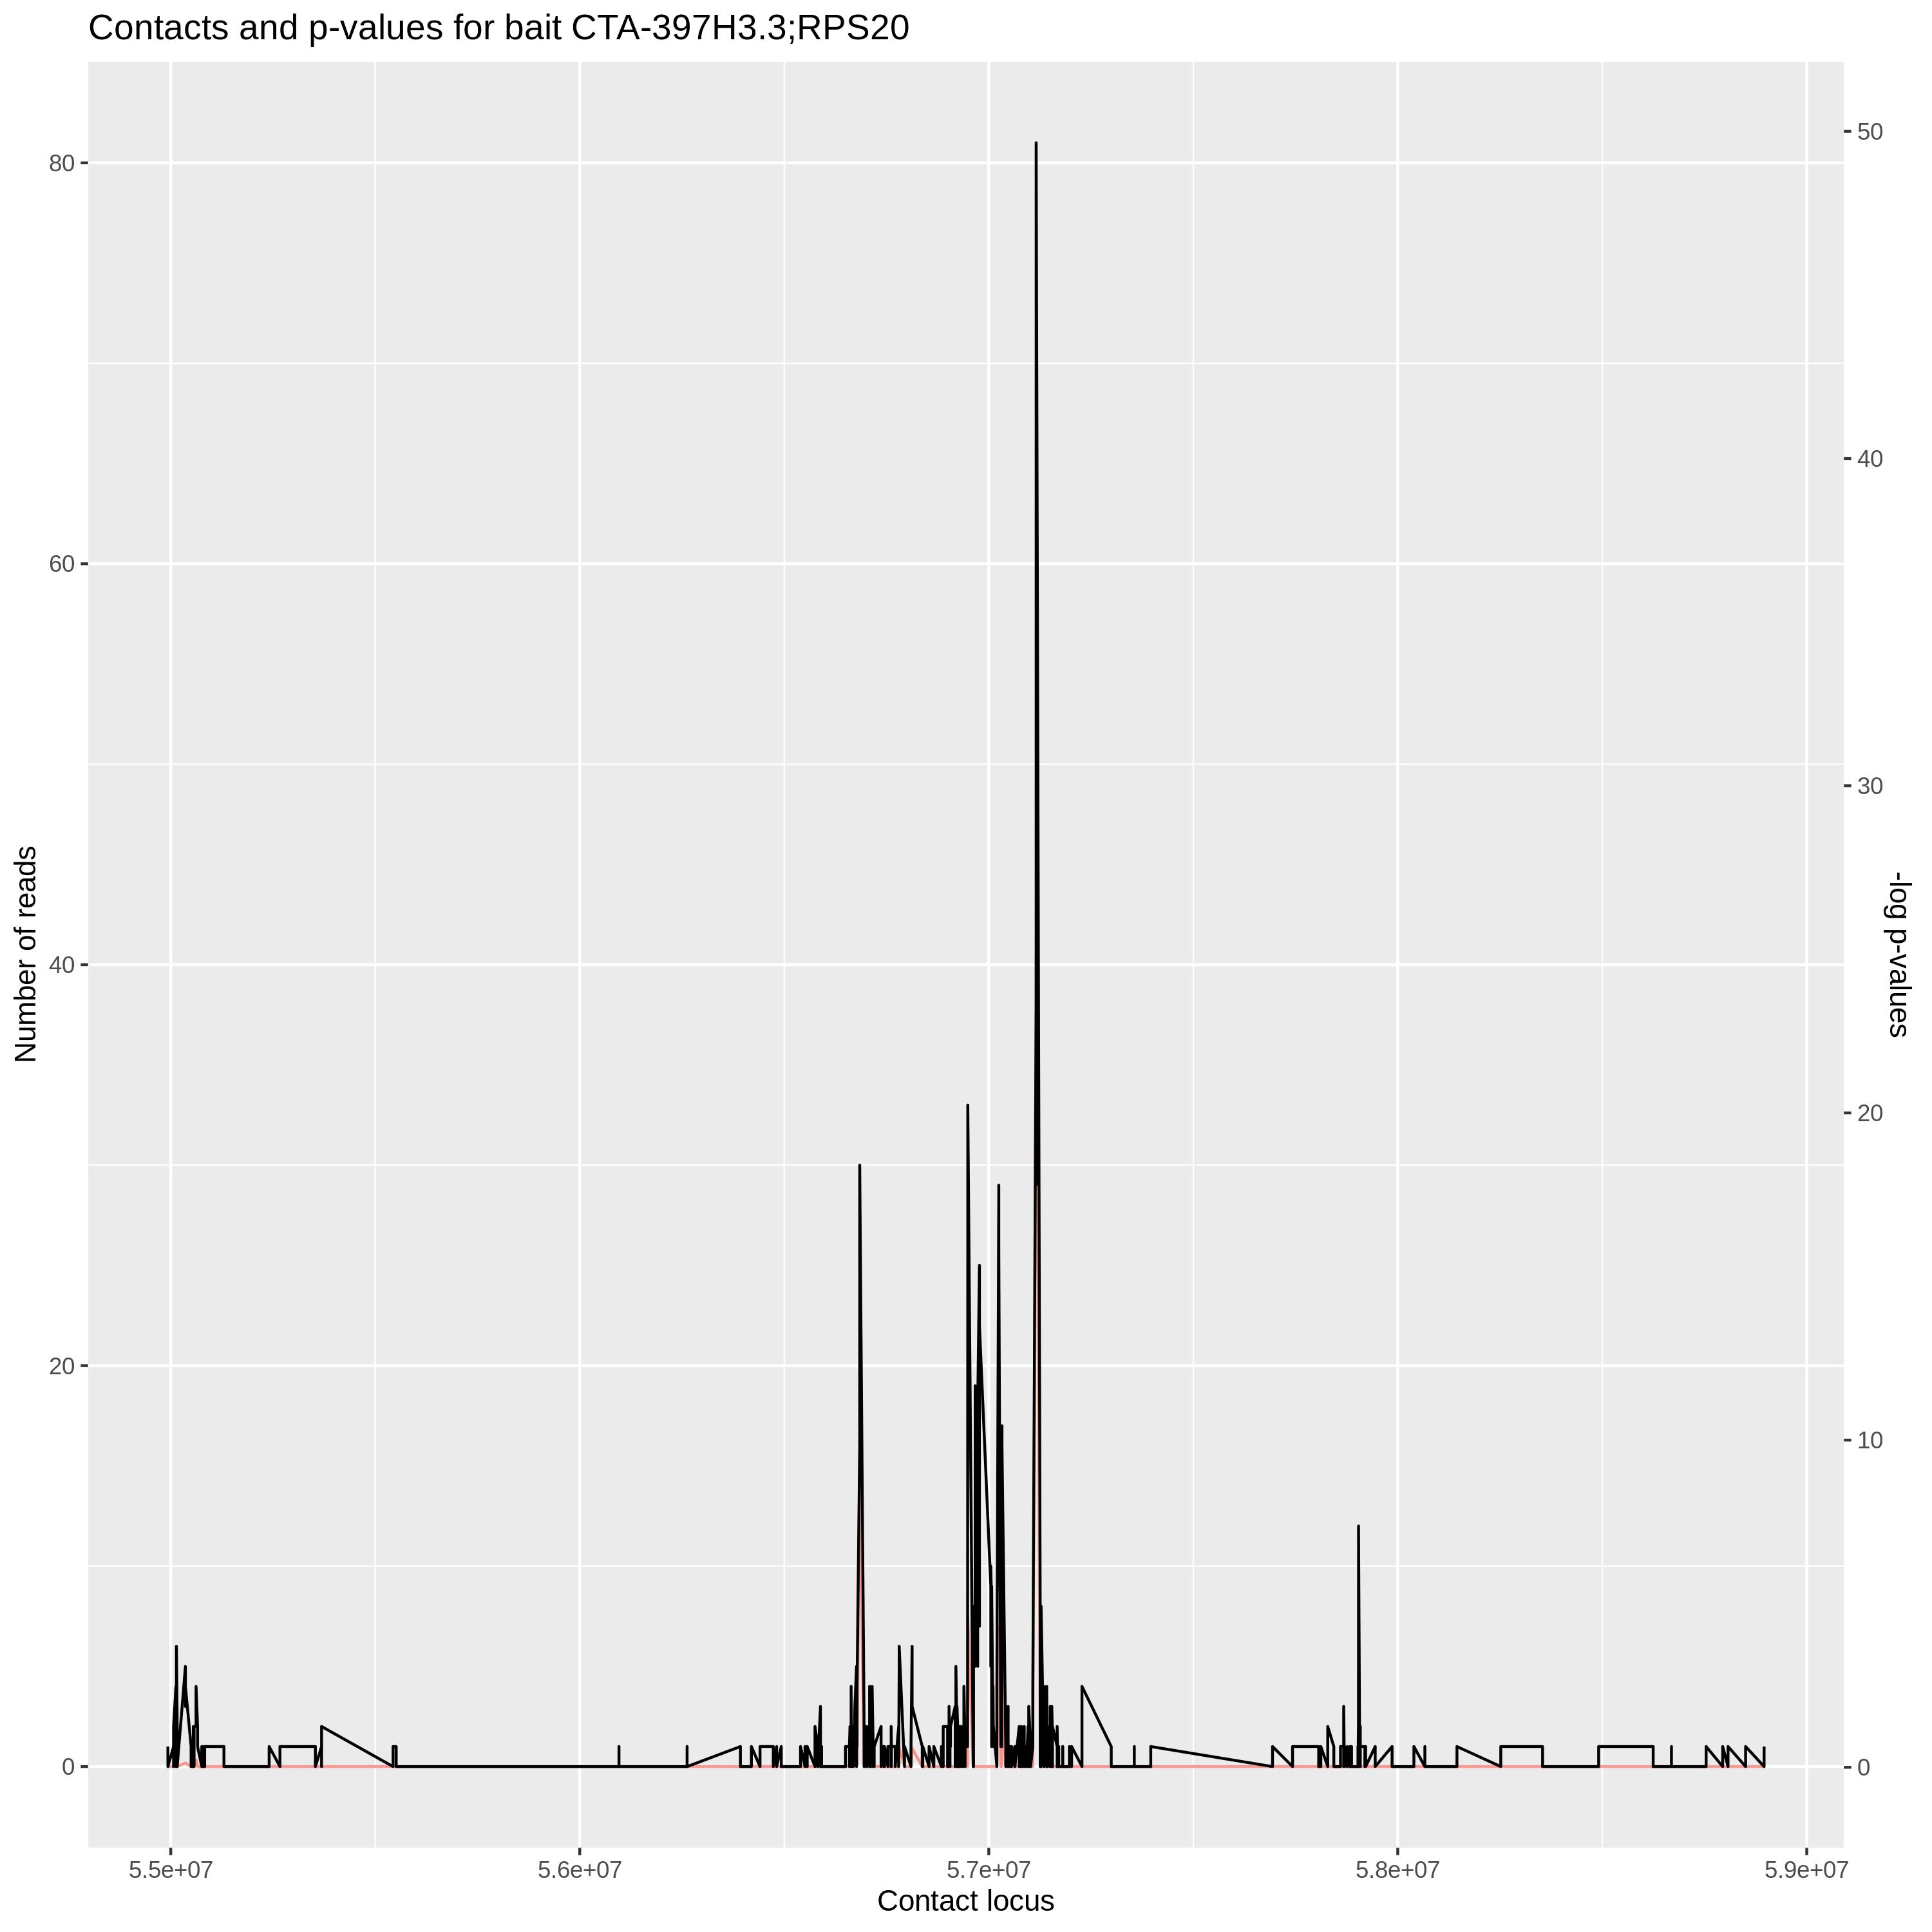 Contacts and p-values for bait CTA-397H3.3;RPS20
80
60
40
20
0
Number of reads
50
40
30
20
10
0
-log p-values
5.5e+07 5.6e+07 5.7e+07 5.8e+07 5.9e+07
Contact locus